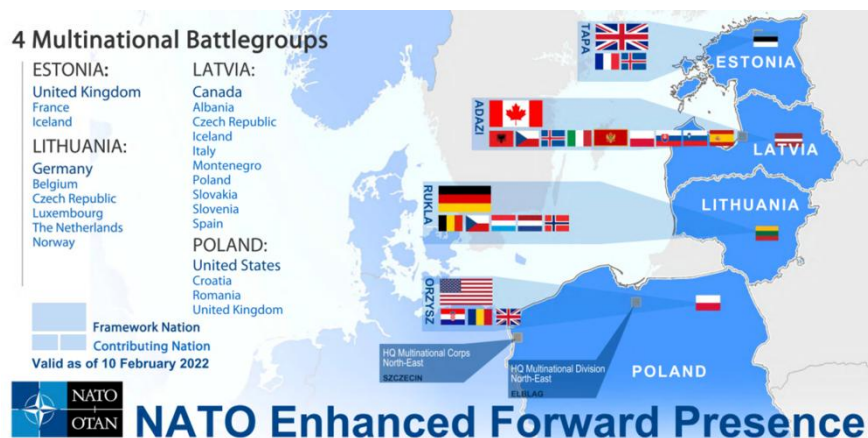 4 Multinational Battlegroups
ESTONIA:
United Kingdom
France
Iceland
LITHUANIA:
Germany
Belgium
Czech Republic
Luxembourg
The Netherlands
Norway
LATVIA:
Canada
Albania
Czech Republic
Iceland
Italy
Montenegro
Poland
Slovakia
Slovenia
Spain
POLAND:
United States
Croatia
Romania
United Kingdom
Framework Nation
Contributing Nation
Valid as of 10 February 2022
TAPA
ESTONIA
ADAZI
LATVIA
RUKLA
LITHUANIA
ORZYSZ
HQ Multinational Corps
North-East
SZCZECIN
HQ Multinational Division
North-East
ELBLAG
POLAND
NATO
OTAN
NATO Enhanced Forward Presence